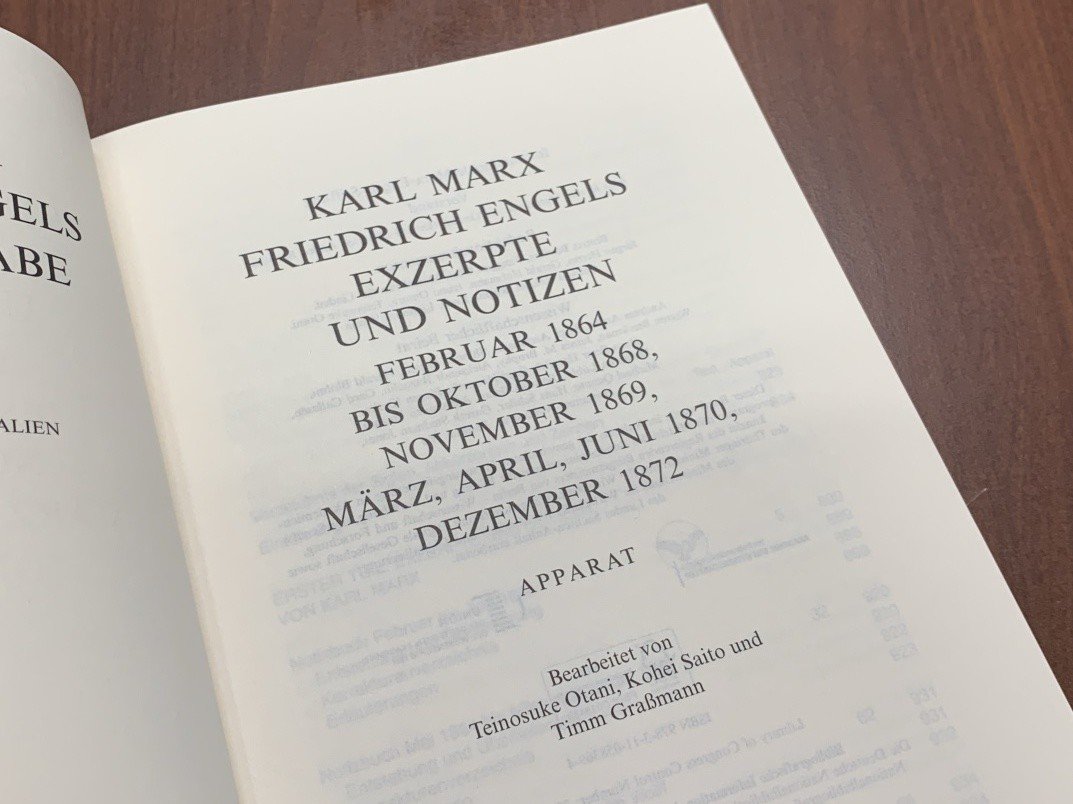 GELS
ABE
ALIEN
KARL MARX
FRIEDRICH ENGELS
EXZERPTE
UND NOTIZEN
FEBRUAR 1864
BIS OKTOBER 1868,
NOVEMBER 1869,
MÄRZ, APRIL, JUNI 1870,
DEZEMBER 1872
APPARAT
Bearbeitet von
Teinosuke Otani, Kohei Saito und
Timm Graßmann